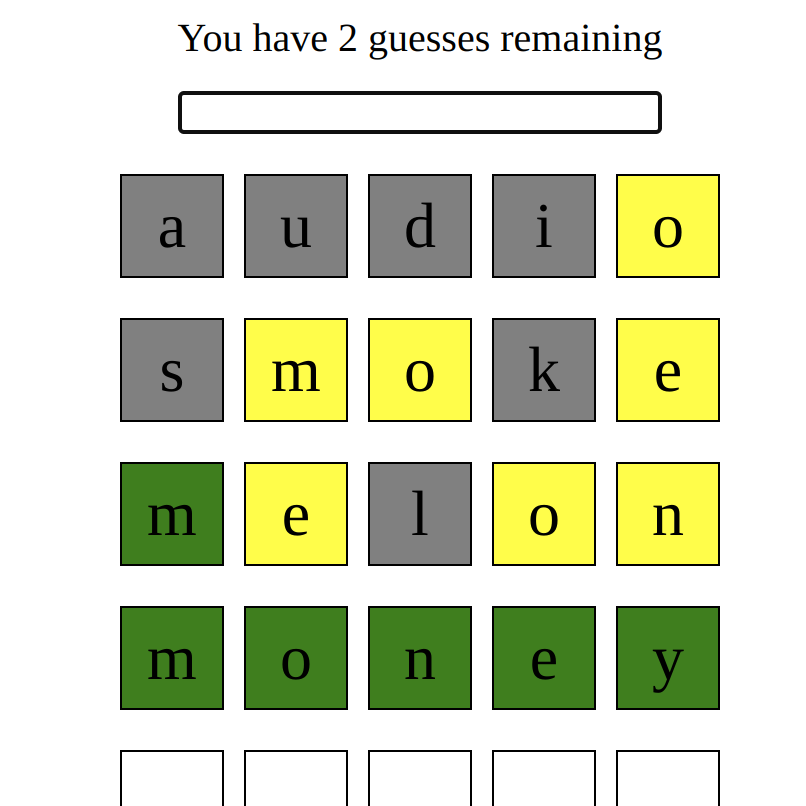 You have 2 guesses remaining
a u d i o
s m o k e
m e l o n
m o n e y